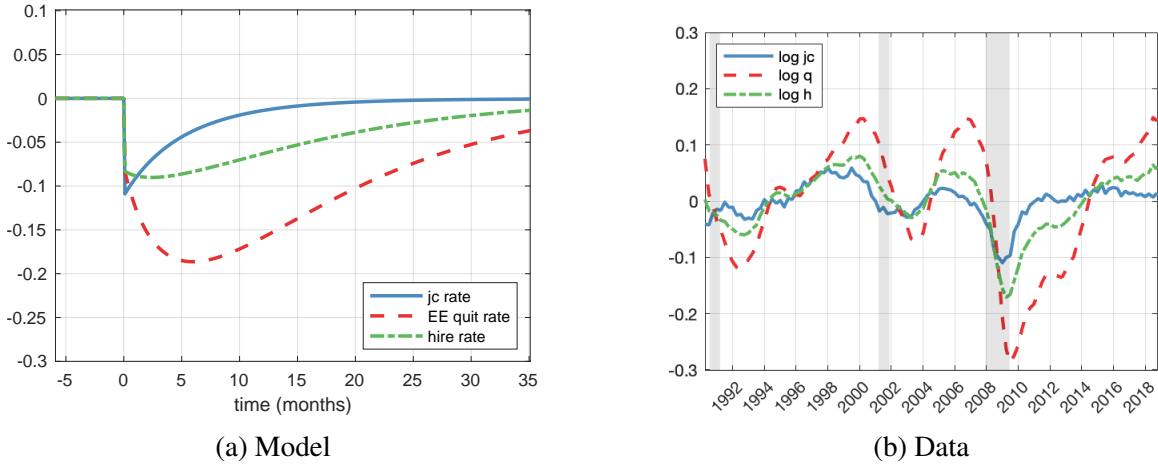 0.1
0.05
0
-0.05
-0.1
-0.15
-0.2
-0.25
-0.3
jc rate
EE quit rate
hire rate
-5 0 5 10 15 20 25 30 35
time (months)
(a) Model
0.3
0.2
0.1
0
-0.1
-0.2
-0.3
log jc
log q
log h
1992 1994 1996 1998 2000 2002 2004 2006 2008 2010 2012 2014 2016 2018
(b) Data